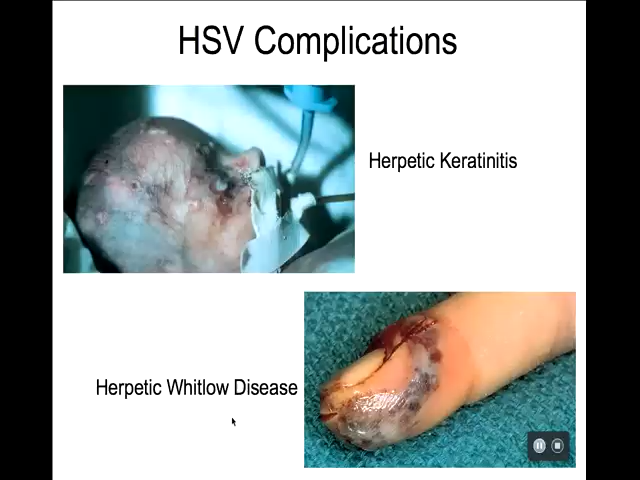 HSV Complications
Herpetic Keratinitis
Herpetic Whitlow Disease